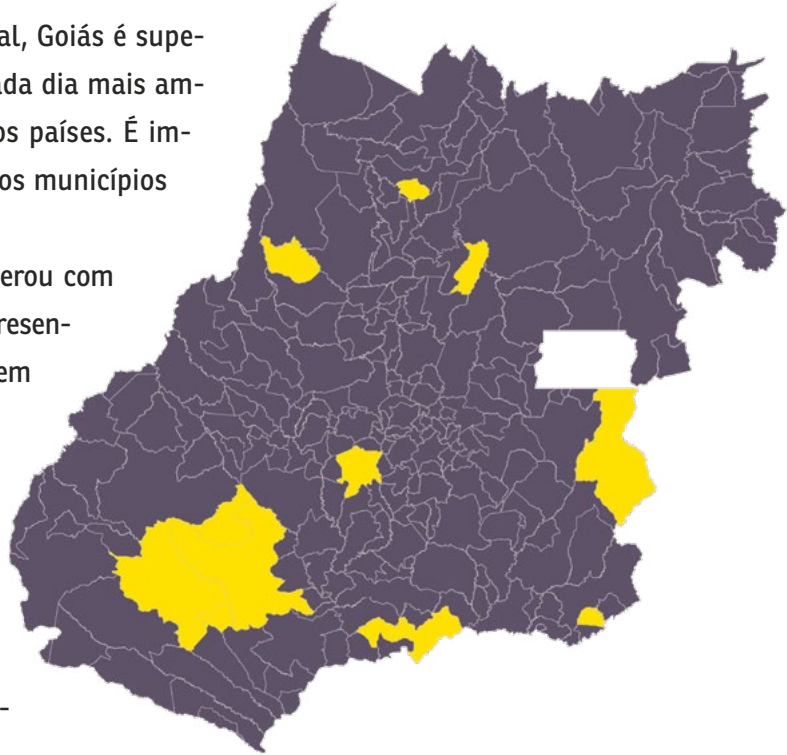 al, Goiás é supe-
ada dia mais am-
os países. É im-
os municípios
erou com
resen-
em
-